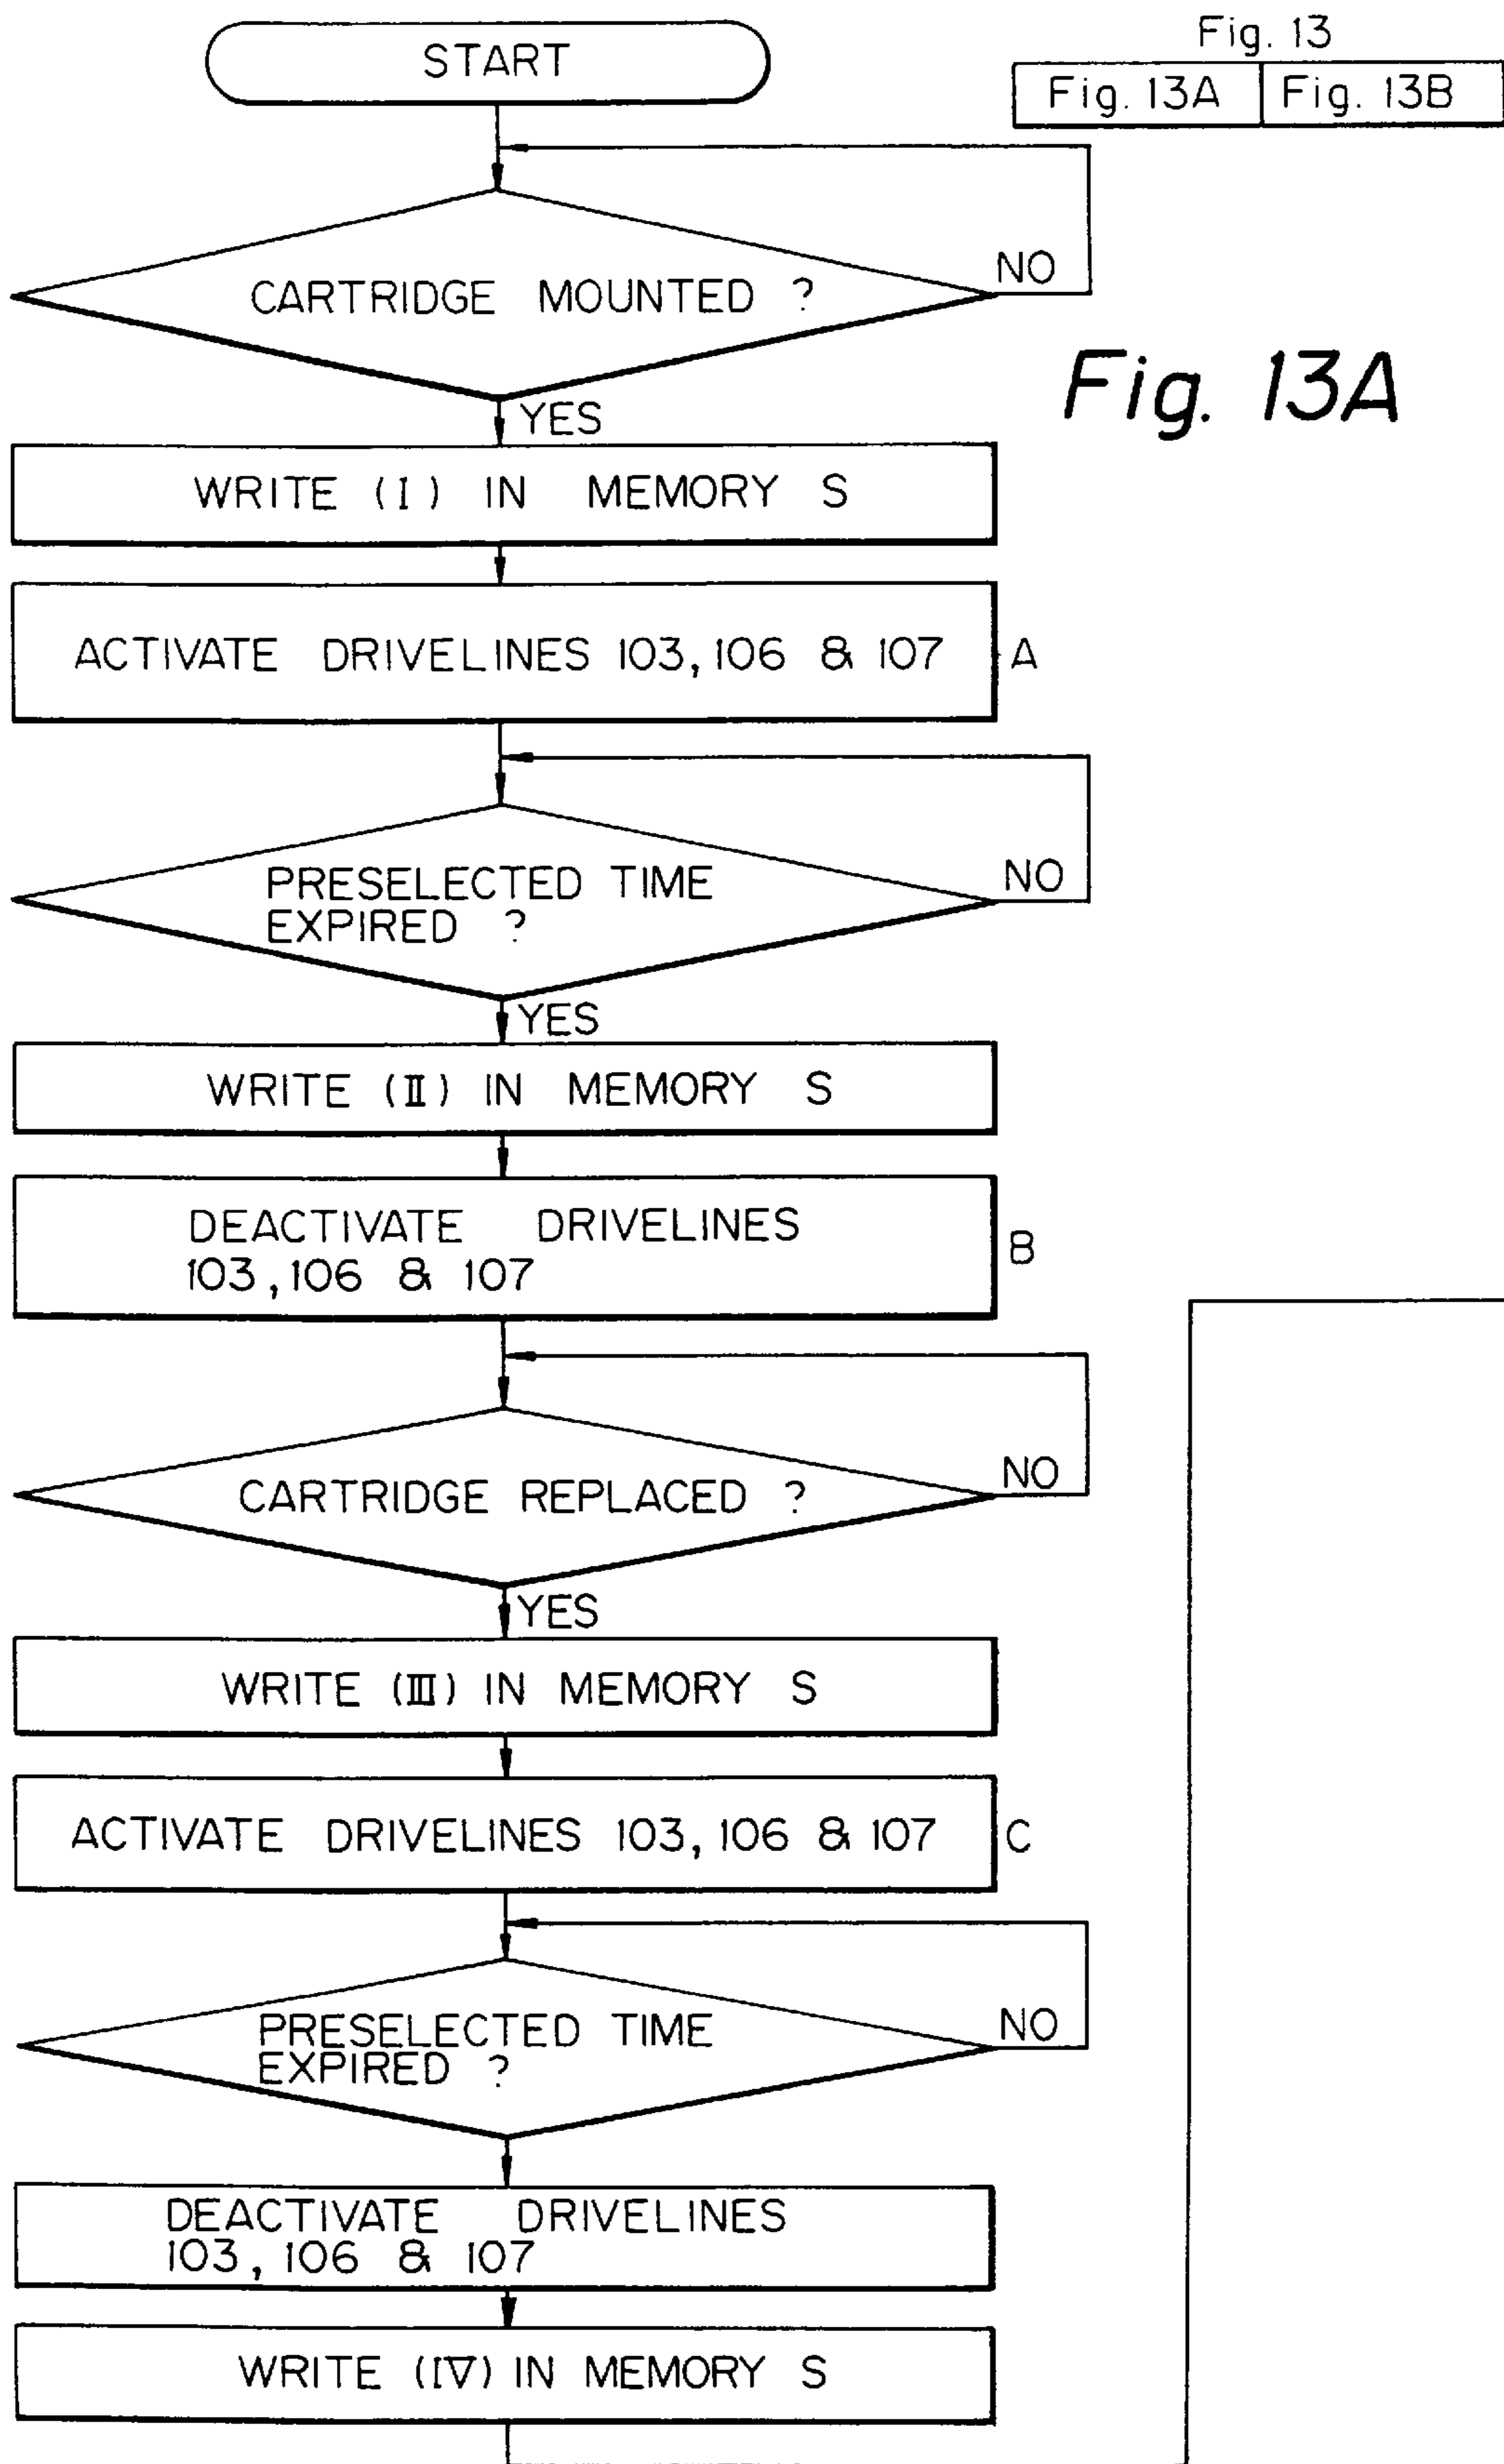 START
Fig. 13
Fig. 13A
Fig. 13B
CARTRIDGE MOUNTED ?
NO
Fig. 13A
YES
WRITE (I) IN MEMORY S
ACTIVATE DRIVELINES 103, 106 & 107
A
PRESELECTED TIME
EXPIRED ?
NO
YES
WRITE (II) IN MEMORY S
DEACTIVATE DRIVELINES
103, 106 & 107
B
CARTRIDGE REPLACED ?
NO
YES
WRITE (III) IN MEMORY S
ACTIVATE DRIVELINES 103, 106 & 107
C
PRESELECTED TIME
EXPIRED ?
NO
DEACTIVATE DRIVELINES
103, 106 & 107
WRITE (IV) IN MEMORY S